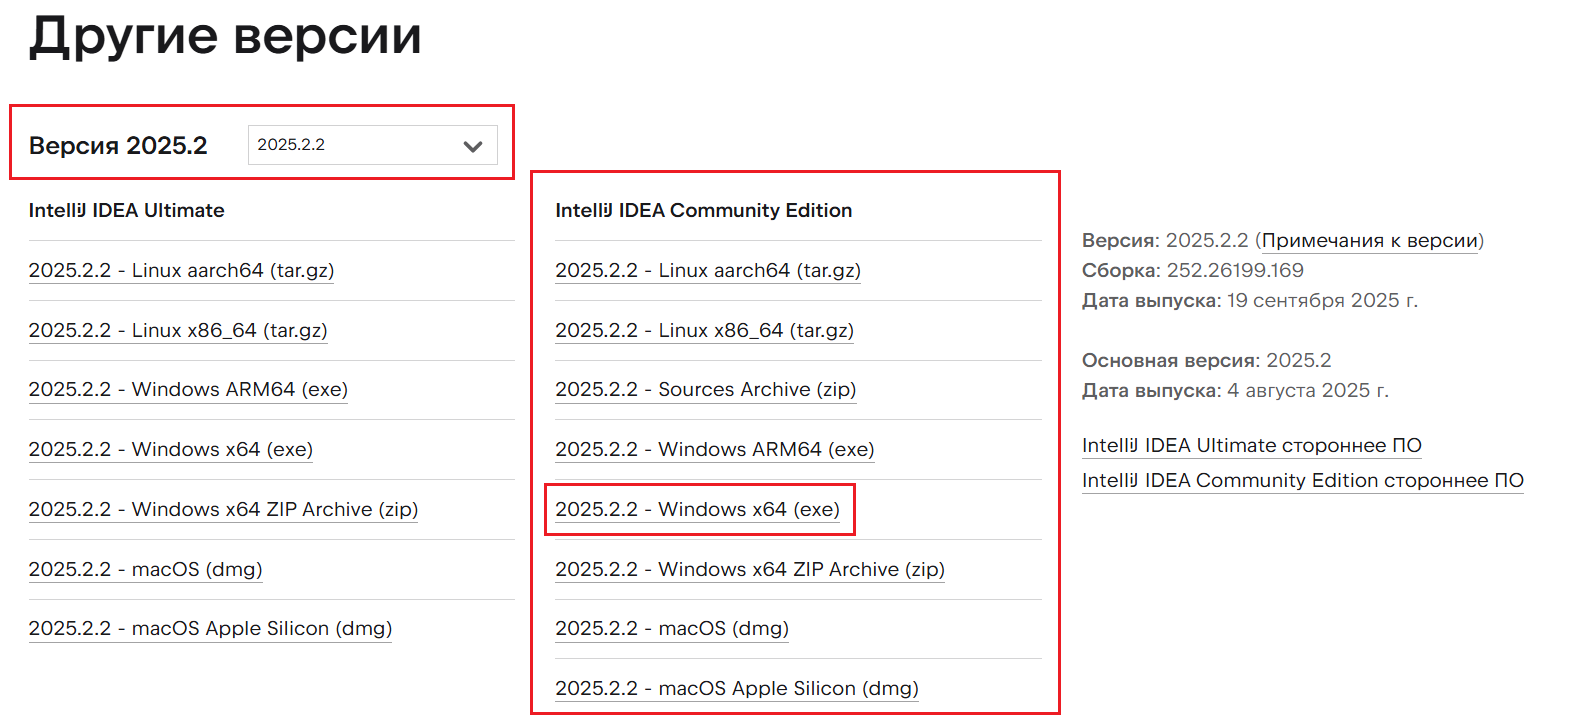 Другие версии
Версия 2025.2
2025.2.2
IntelliJ IDEA Ultimate
2025.2.2 - Linux aarch64 (tar.gz)
2025.2.2 - Linux x86_64 (tar.gz)
2025.2.2 - Windows ARM64 (exe)
2025.2.2 - Windows x64 (exe)
2025.2.2 - Windows x64 ZIP Archive (zip)
2025.2.2 - macOS (dmg)
2025.2.2 - macOS Apple Silicon (dmg)
IntelliJ IDEA Community Edition
2025.2.2 - Linux aarch64 (tar.gz)
2025.2.2 - Linux x86_64 (tar.gz)
2025.2.2 - Sources Archive (zip)
2025.2.2 - Windows ARM64 (exe)
2025.2.2 - Windows x64 (exe)
2025.2.2 - Windows x64 ZIP Archive (zip)
2025.2.2 - macOS (dmg)
2025.2.2 - macOS Apple Silicon (dmg)
Версия: 2025.2.2 (Примечания к версии)
Сборка: 252.26199.169
Дата выпуска: 19 сентября 2025 г.
Основная версия: 2025.2
Дата выпуска: 4 августа 2025 г.
IntelliJ IDEA Ultimate стороннее ПО
IntelliJ IDEA Community Edition стороннее ПО